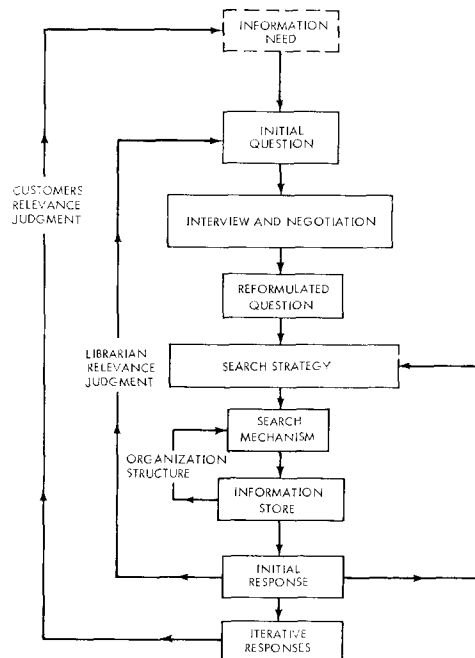 INFORMATION
NEED
INITIAL
QUESTION
CUSTOMERS
RELEVANCE
JUDGMENT
INTERVIEW AND NEGOTIATION
REFORMULATED
QUESTION
LIBRARIAN
RELEVANCE
JUDGMENT
SEARCH STRATEGY
SEARCH
MECHANISM
ORGANIZATION
STRUCTURE
INFORMATION
STORE
INITIAL
RESPONSE
ITERATIVE
RESPONSES